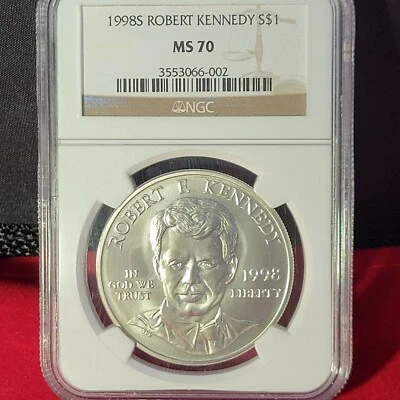 1998S ROBERT KENNEDY S$1
MS 70
3553066-002
NGC
ROBERT F. KENNEDY
IN
GOD WE
TRUST
1998
LIBERTY